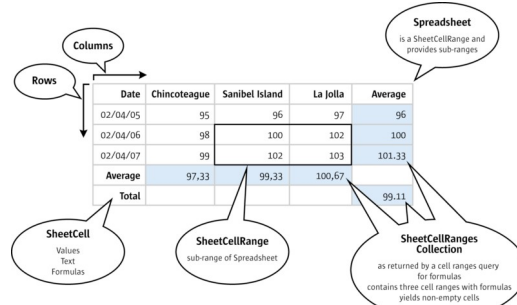 Spreadsheet
is a SheetCellRange and
provides sub-ranges
Columns
Rows
Date Chincoteague Sanibel Island La Jolla Average
02/04/05 95 96 97 96
02/04/06 98 100 102 100
02/04/07 99 102 103 101.33
Average 97,33 99,33 100,67
Total 99.11
SheetCell
Values
Text
Formulas
SheetCellRange
sub-range of Spreadsheet
SheetCellRanges
Collection
as returned by a cell ranges query
for formulas
contains three cell ranges with formulas
yields non-empty cells